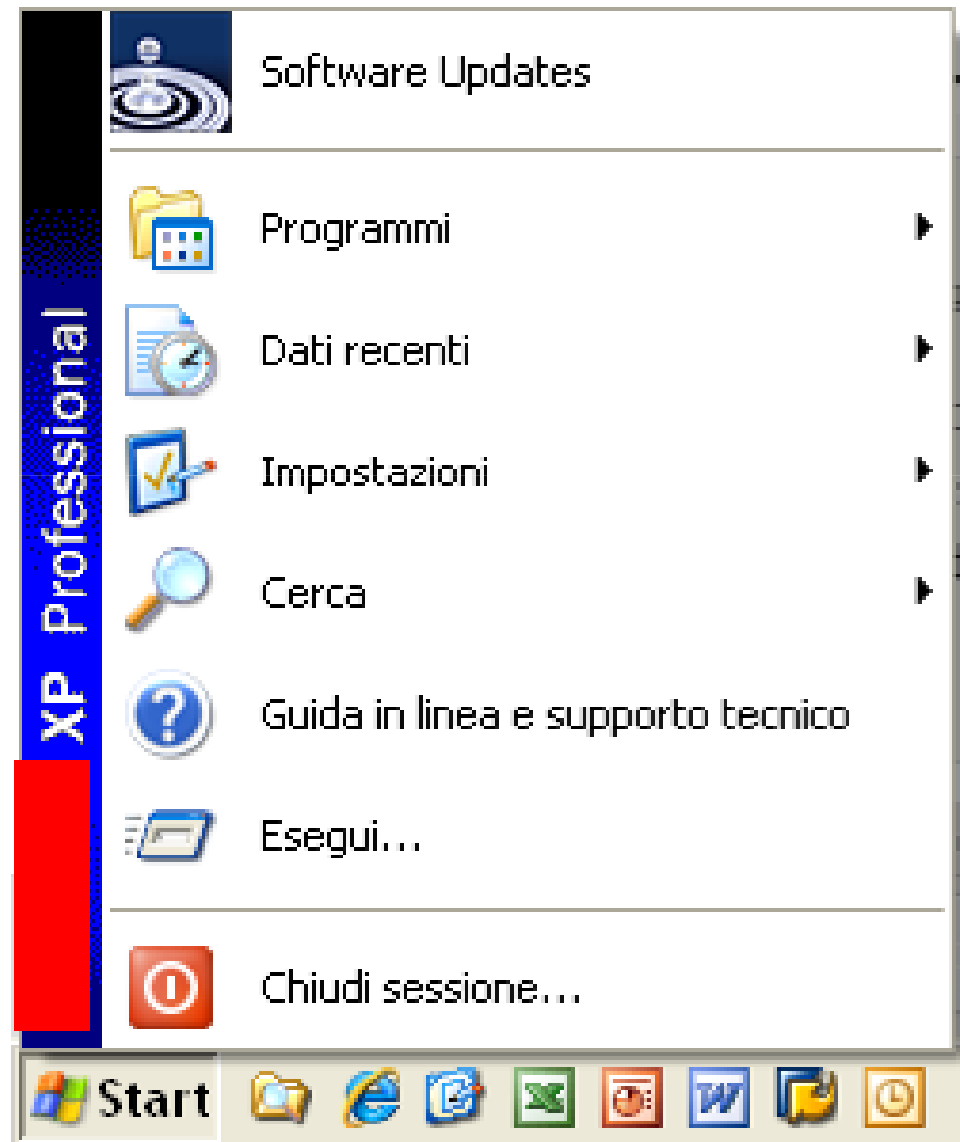 Software Updates
Programmi
Dati recenti
Impostazioni
Cerca
Guida in linea e supporto tecnico
Esegui...
Chiudi sessione...
XP Professional
Start